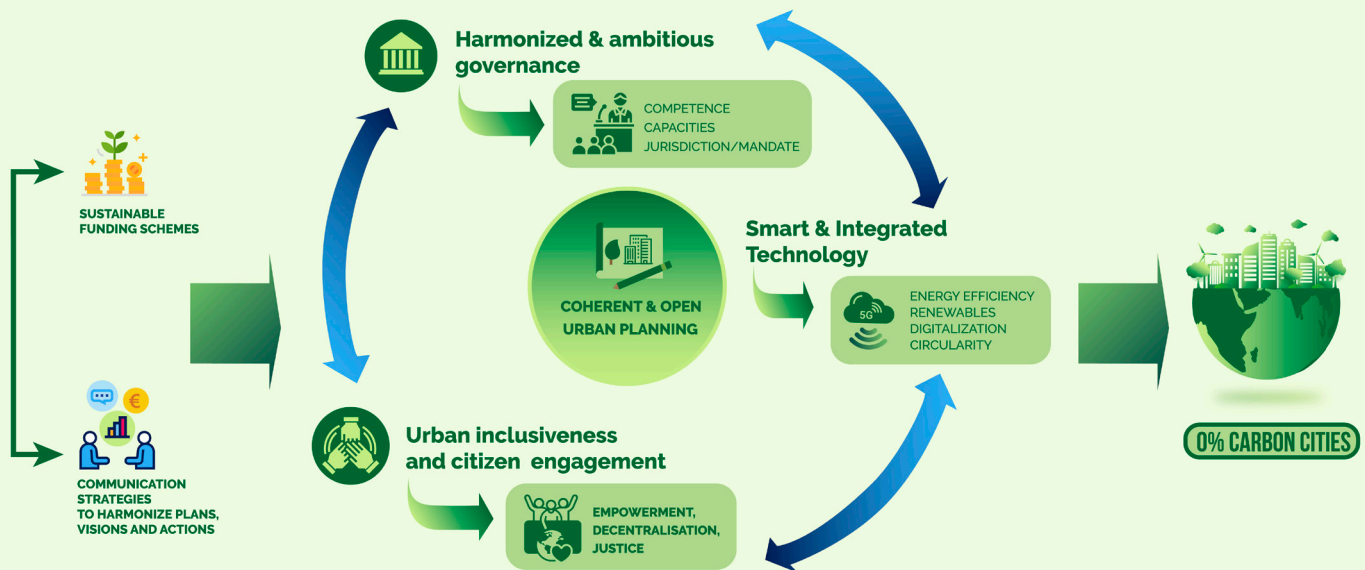 SUSTAINABLE
FUNDING SCHEMES
COMMUNICATION
STRATEGIES
TO HARMONIZE PLANS,
VISIONS AND ACTIONS
Harmonized & ambitious
governance
COMPETENCE
CAPACITIES
JURISDICTION/MANDATE
COHERENT & OPEN
URBAN PLANNING
Smart & Integrated
Technology
5G
ENERGY EFFICIENCY
RENEWABLES
DIGITALIZATION
CIRCULARITY
Urban inclusiveness
and citizen engagement
EMPOWERMENT,
DECENTRALISATION,
JUSTICE
0% CARBON CITIES